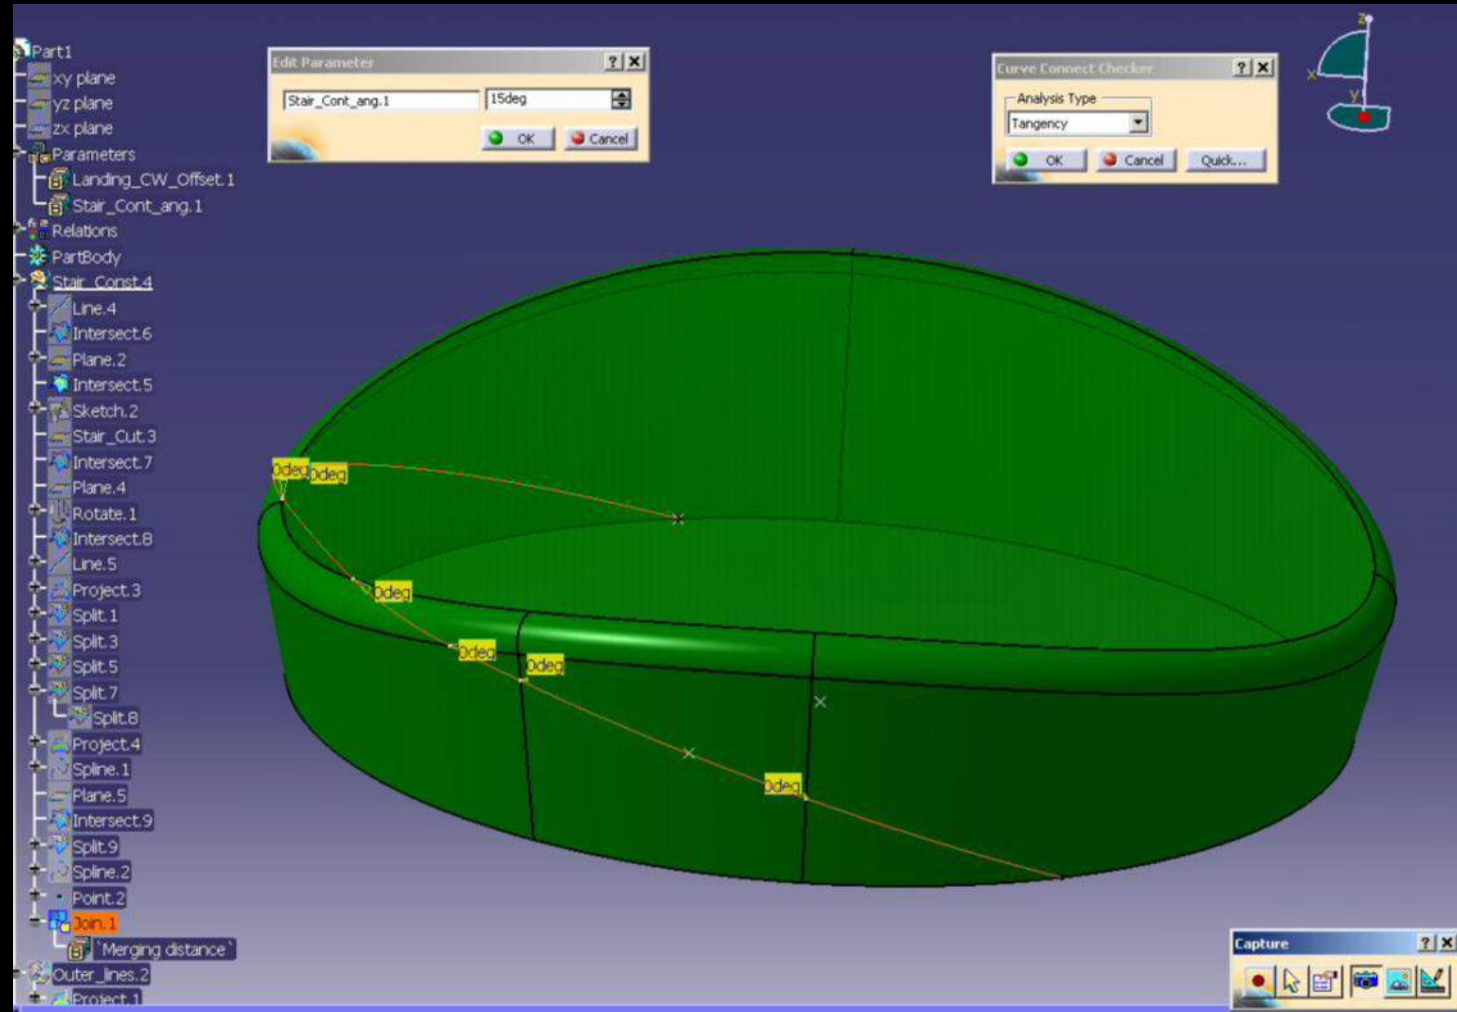 Part1
xy plane
yz plane
zx plane
Parameters
Landing_CW_Offset.1
Stair_Cont_ang.1
Relations
PartBody
Stair_Const.4
Line.4
Intersect.6
Plane.2
Intersect.5
Sketch.2
Stair_Cut.3
Intersect.7
Plane.4
Rotate.1
Intersect.8
Line.5
Project.3
Split.1
Split.3
Split.5
Split.7
Split.8
Project.4
Spline.1
Plane.5
Intersect.9
Split.9
Spline.2
Point.2
Join.1
`Merging distance`
Outer_lines.2
Project.1
Edit Parameter
Stair_Cont_ang.1 15deg
OK Cancel
Curve Connect Checker
Analysis Type
Tangency
OK Cancel Quick...
z
x
y
0deg 0deg
0deg
0deg
0deg
0deg
Capture